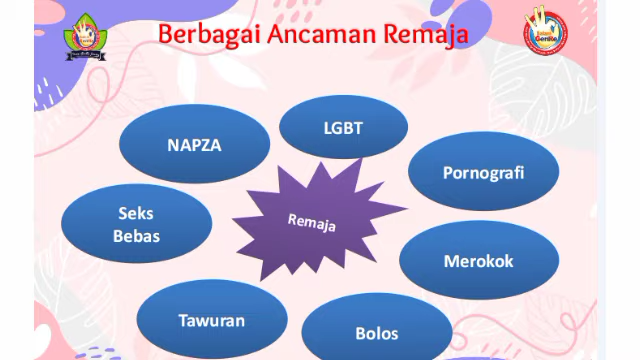 Berbagai Ancaman Remaja
LGBT
NAPZA
Pornografi
Seks
Bebas
Remaja
Merokok
Tawuran
Bolos